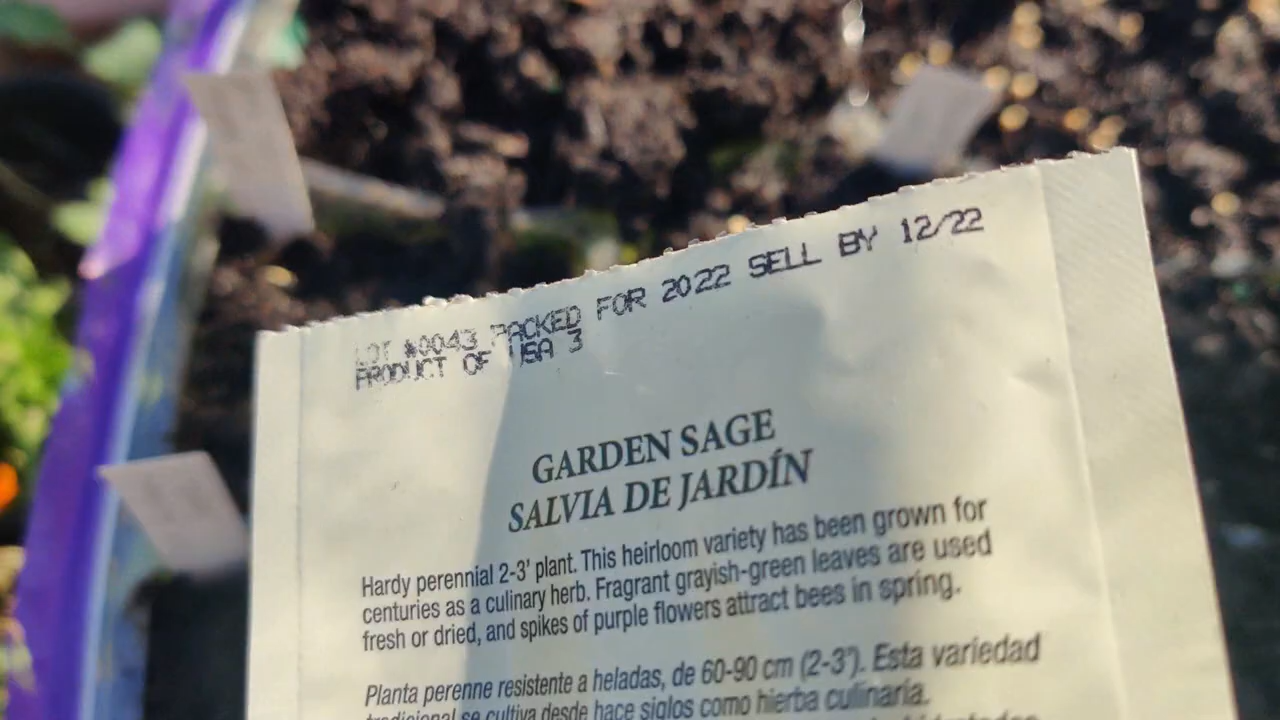 LOT #0043 PACKED FOR 2022 SELL BY 12/22
PRODUCT OF USA 3
GARDEN SAGE
SALVIA DE JARDÍN
Hardy perennial 2-3' plant. This heirloom variety has been grown for
centuries as a culinary herb. Fragrant grayish-green leaves are used
fresh or dried, and spikes of purple flowers attract bees in spring.
Planta perenne resistente a heladas, de 60-90 cm (2-3'). Esta variedad
tradicional se cultiva desde hace siglos como hierba culinaria.